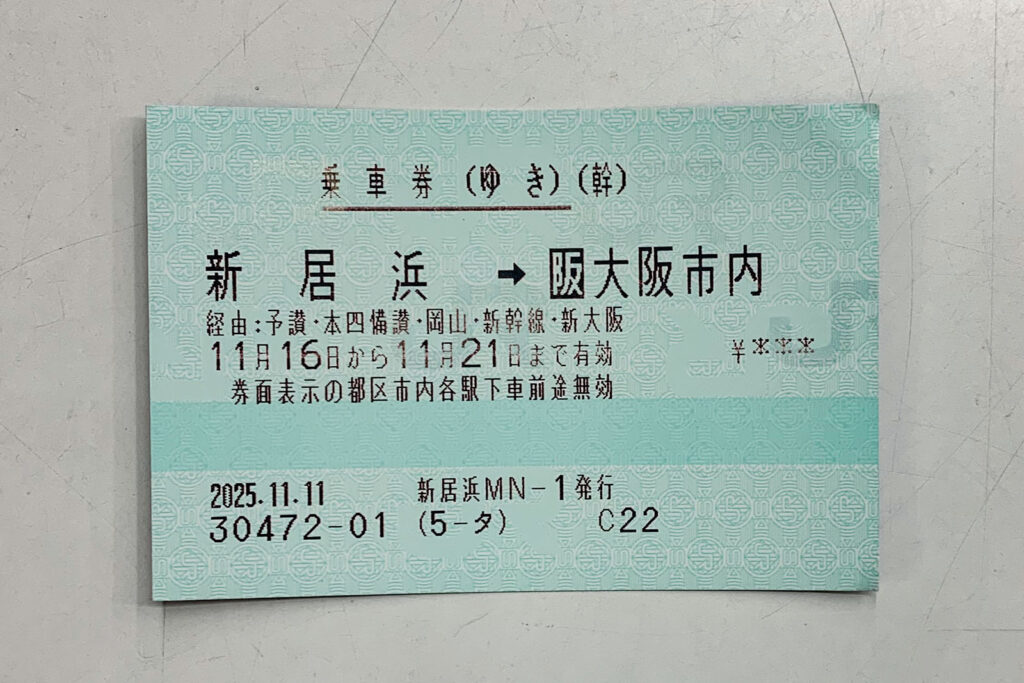 乗車券(ゆき)(幹)
新居浜→阪大阪市内
経由:予讃・本四備讃・岡山・新幹線・新大阪
11月16日から11月21日まで有効 ¥***
券面表示の都区市内各駅下車前途無効
2025.11.11 新居浜MN-1発行
30472-01 (5-タ) C22